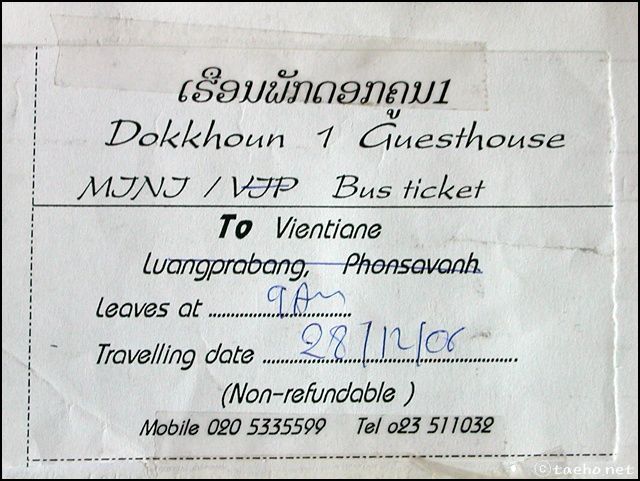 ເຮືອນພັກດອກຄູນ1
Dokkhoun 1 Guesthouse
MINI / VIP Bus ticket
To Vientiane
Luangprabang, Phonsavanh
Leaves at 9AM
Travelling date 28/12/06
(Non-refundable )
Mobile 020 5335599 Tel o23 511032
©taeho.net